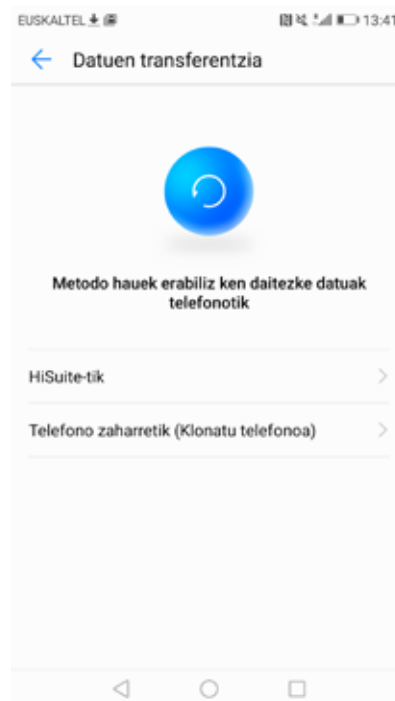 EUSKALTEL 13:41
Datuen transferentzia
Metodo hauek erabiliz ken daitezke datuak
telefonotik
HiSuite-tik
Telefono zaharretik (Klonatu telefonoa)